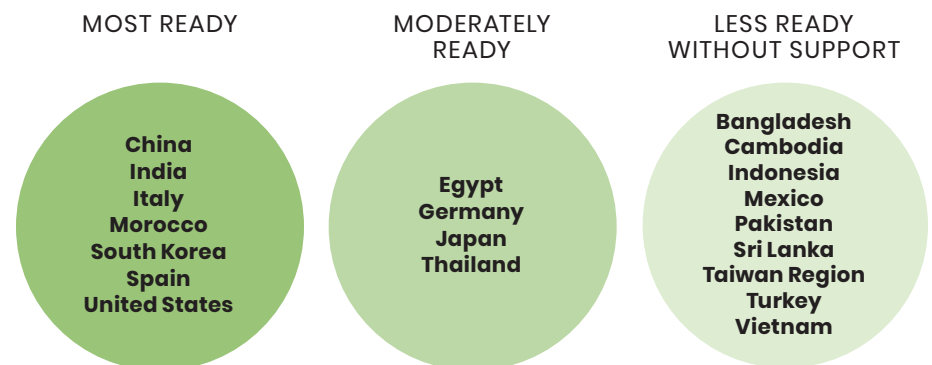 MOST READY
China
India
Italy
Morocco
South Korea
Spain
United States
MODERATELY
READY
Egypt
Germany
Japan
Thailand
LESS READY
WITHOUT SUPPORT
Bangladesh
Cambodia
Indonesia
Mexico
Pakistan
Sri Lanka
Taiwan Region
Turkey
Vietnam